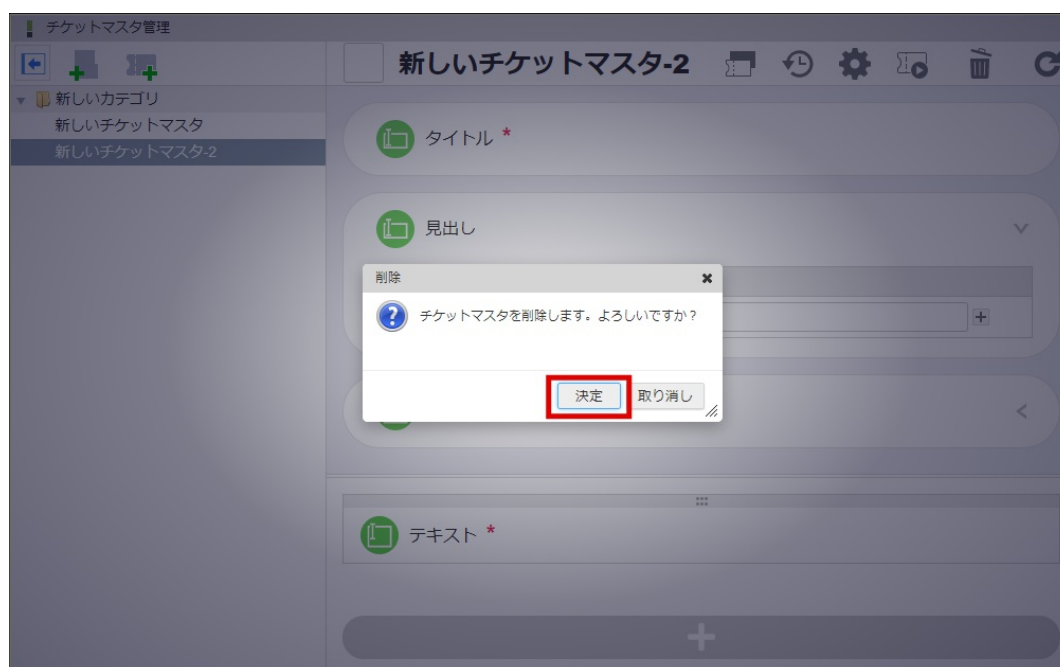 チケットマスタ管理
新しいチケットマスタ-2
新しいカテゴリ
新しいチケットマスタ
新しいチケットマスタ-2
タイトル *
見出し
削除
チケットマスタを削除します。よろしいですか？
決定 取り消し
テキスト *